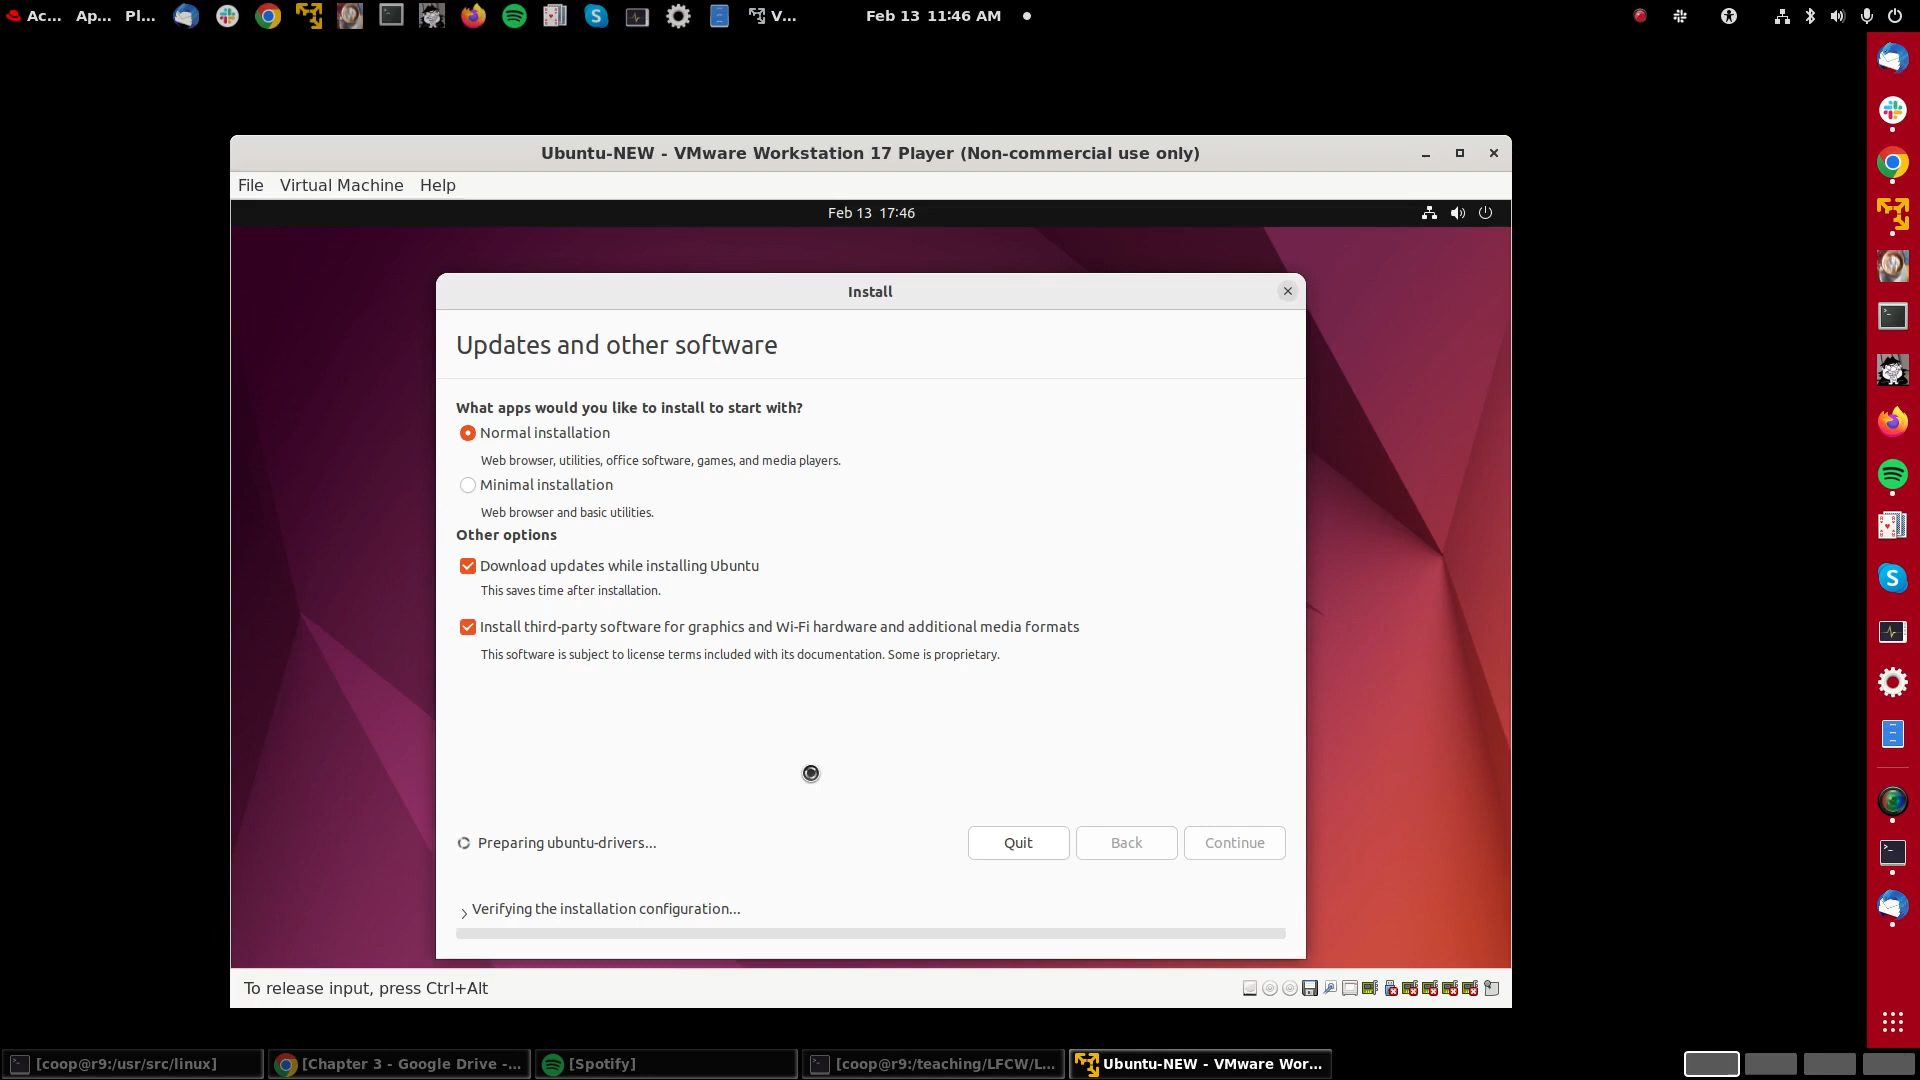 Ac... Ap... Pl... V... Feb 13 11:46 AM
Ubuntu-NEW - VMware Workstation 17 Player (Non-commercial use only)
File Virtual Machine Help
Feb 13 17:46
Install
Updates and other software
What apps would you like to install to start with?
Normal installation
Web browser, utilities, office software, games, and media players.
Minimal installation
Web browser and basic utilities.
Other options
Download updates while installing Ubuntu
This saves time after installation.
Install third-party software for graphics and Wi-Fi hardware and additional media formats
This software is subject to license terms included with its documentation. Some is proprietary.
Preparing ubuntu-drivers... Quit Back Continue
Verifying the installation configuration...
To release input, press Ctrl+Alt
[coop@r9:/usr/src/linux] [Chapter 3 - Google Drive -... [Spotify] [coop@r9:/teaching/LFCW/L... Ubuntu-NEW - VMware Wor...